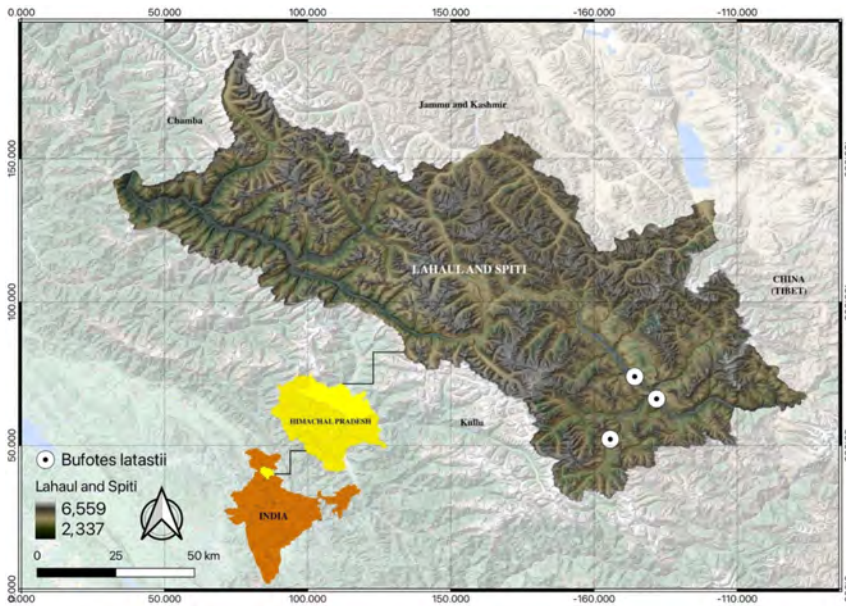 50.000 100.000 150.000 -160.000 -110.000
Jammu and Kashmir
Chamba
150.000
LAHAUL AND SPITI
CHINA
(TIBET)
100.000
HIMACHAL PRADESH
Kullu
50.000
Bufotes latastii
Lahaul and Spiti
6,559
2,337
INDIA
0 25 50 km
0.000
0.000 50.000 100.000 150.000 -160.000 -110.000